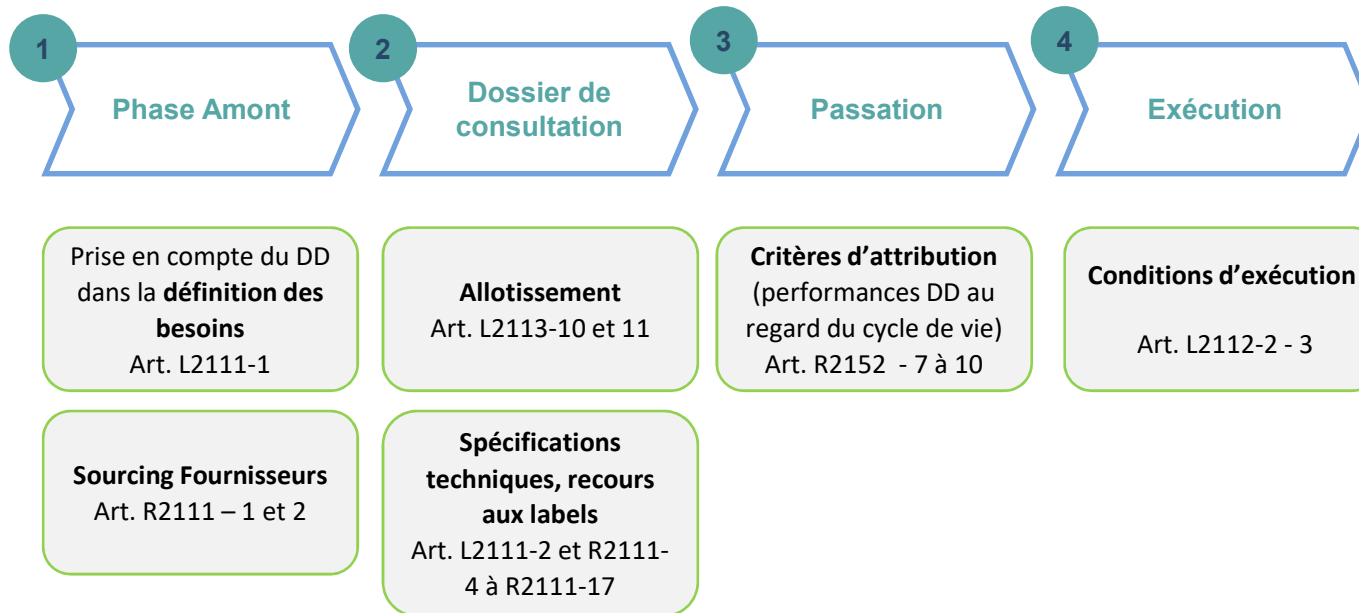 1
Phase Amont
2
Dossier de
consultation
3
Passation
4
Exécution
Prise en compte du DD
dans la définition des
besoins
Art. L2111-1
Sourcing Fournisseurs
Art. R2111 – 1 et 2
Allotissement
Art. L2113-10 et 11
Spécifications
techniques, recours
aux labels
Art. L2111-2 et R2111-
4 à R2111-17
Critères d'attribution
(performances DD au
regard du cycle de vie)
Art. R2152 - 7 à 10
Conditions d'exécution
Art. L2112-2 - 3